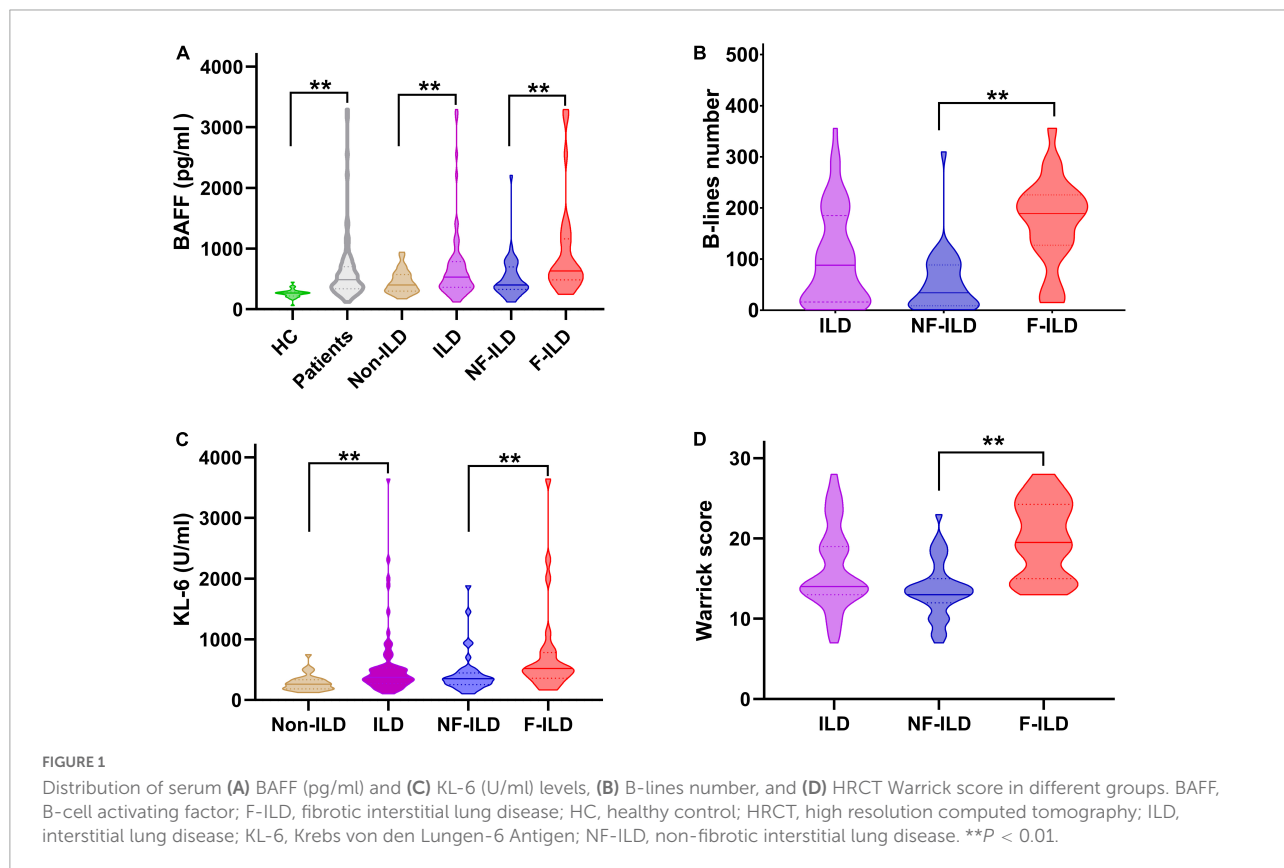 A
4000
3000
2000
1000
0
BAFF (pg/ml )
**
**
**
HC
Patients
Non-ILD
ILD
NF-ILD
F-ILD
B
500
400
300
200
100
0
B-lines number
**
ILD
NF-ILD
F-ILD
C
4000
3000
2000
1000
0
KL-6 (U/ml)
**
**
Non-ILD
ILD
NF-ILD
F-ILD
D
30
20
10
0
Warrick score
**
ILD
NF-ILD
F-ILD
FIGURE 1
Distribution of serum (A) BAFF (pg/ml) and (C) KL-6 (U/ml) levels, (B) B-lines number, and (D) HRCT Warrick score in different groups. BAFF,
B-cell activating factor; F-ILD, fibrotic interstitial lung disease; HC, healthy control; HRCT, high resolution computed tomography; ILD,
interstitial lung disease; KL-6, Krebs von den Lungen-6 Antigen; NF-ILD, non-fibrotic interstitial lung disease. **P < 0.01.